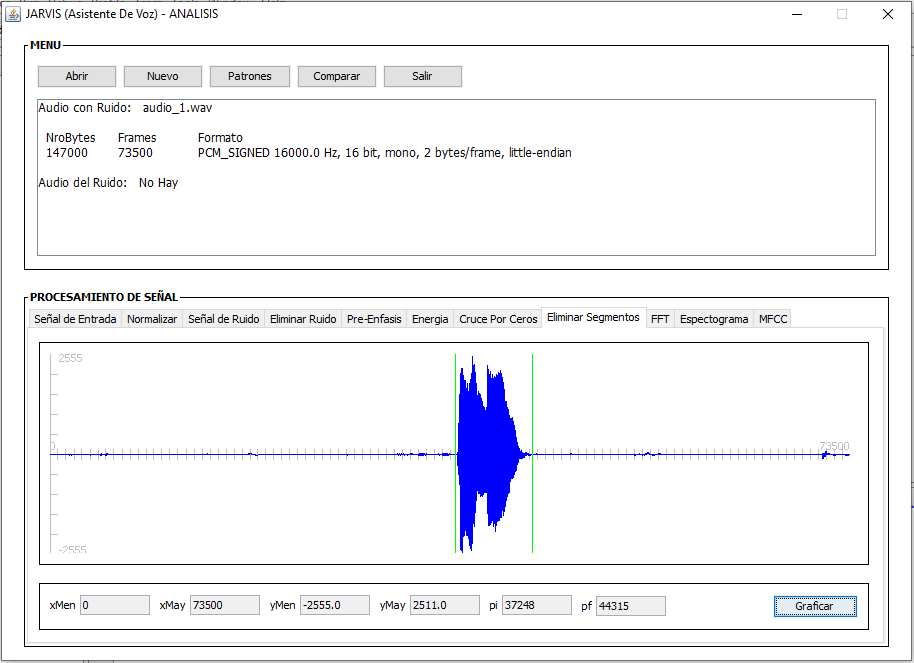 JARVIS (Asistente De Voz) - ANALISIS
MENU
Abrir Nuevo Patrones Comparar Salir
Audio con Ruido: audio_1.wav
NroBytes Frames Formato
147000 73500 PCM_SIGNED 16000.0 Hz, 16 bit, mono, 2 bytes/frame, little-endian
Audio del Ruido: No Hay
PROCESAMIENTO DE SEÑAL
Señal de Entrada Normalizar Señal de Ruido Eliminar Ruido Pre-Enfasis Energia Cruce Por Ceros Eliminar Segmentos FFT Espectograma MFCC
2555
0 73500
-2555
xMen 0 xMay 73500 yMen -2555.0 yMay 2511.0 pi 37248 pf 44315 Graficar